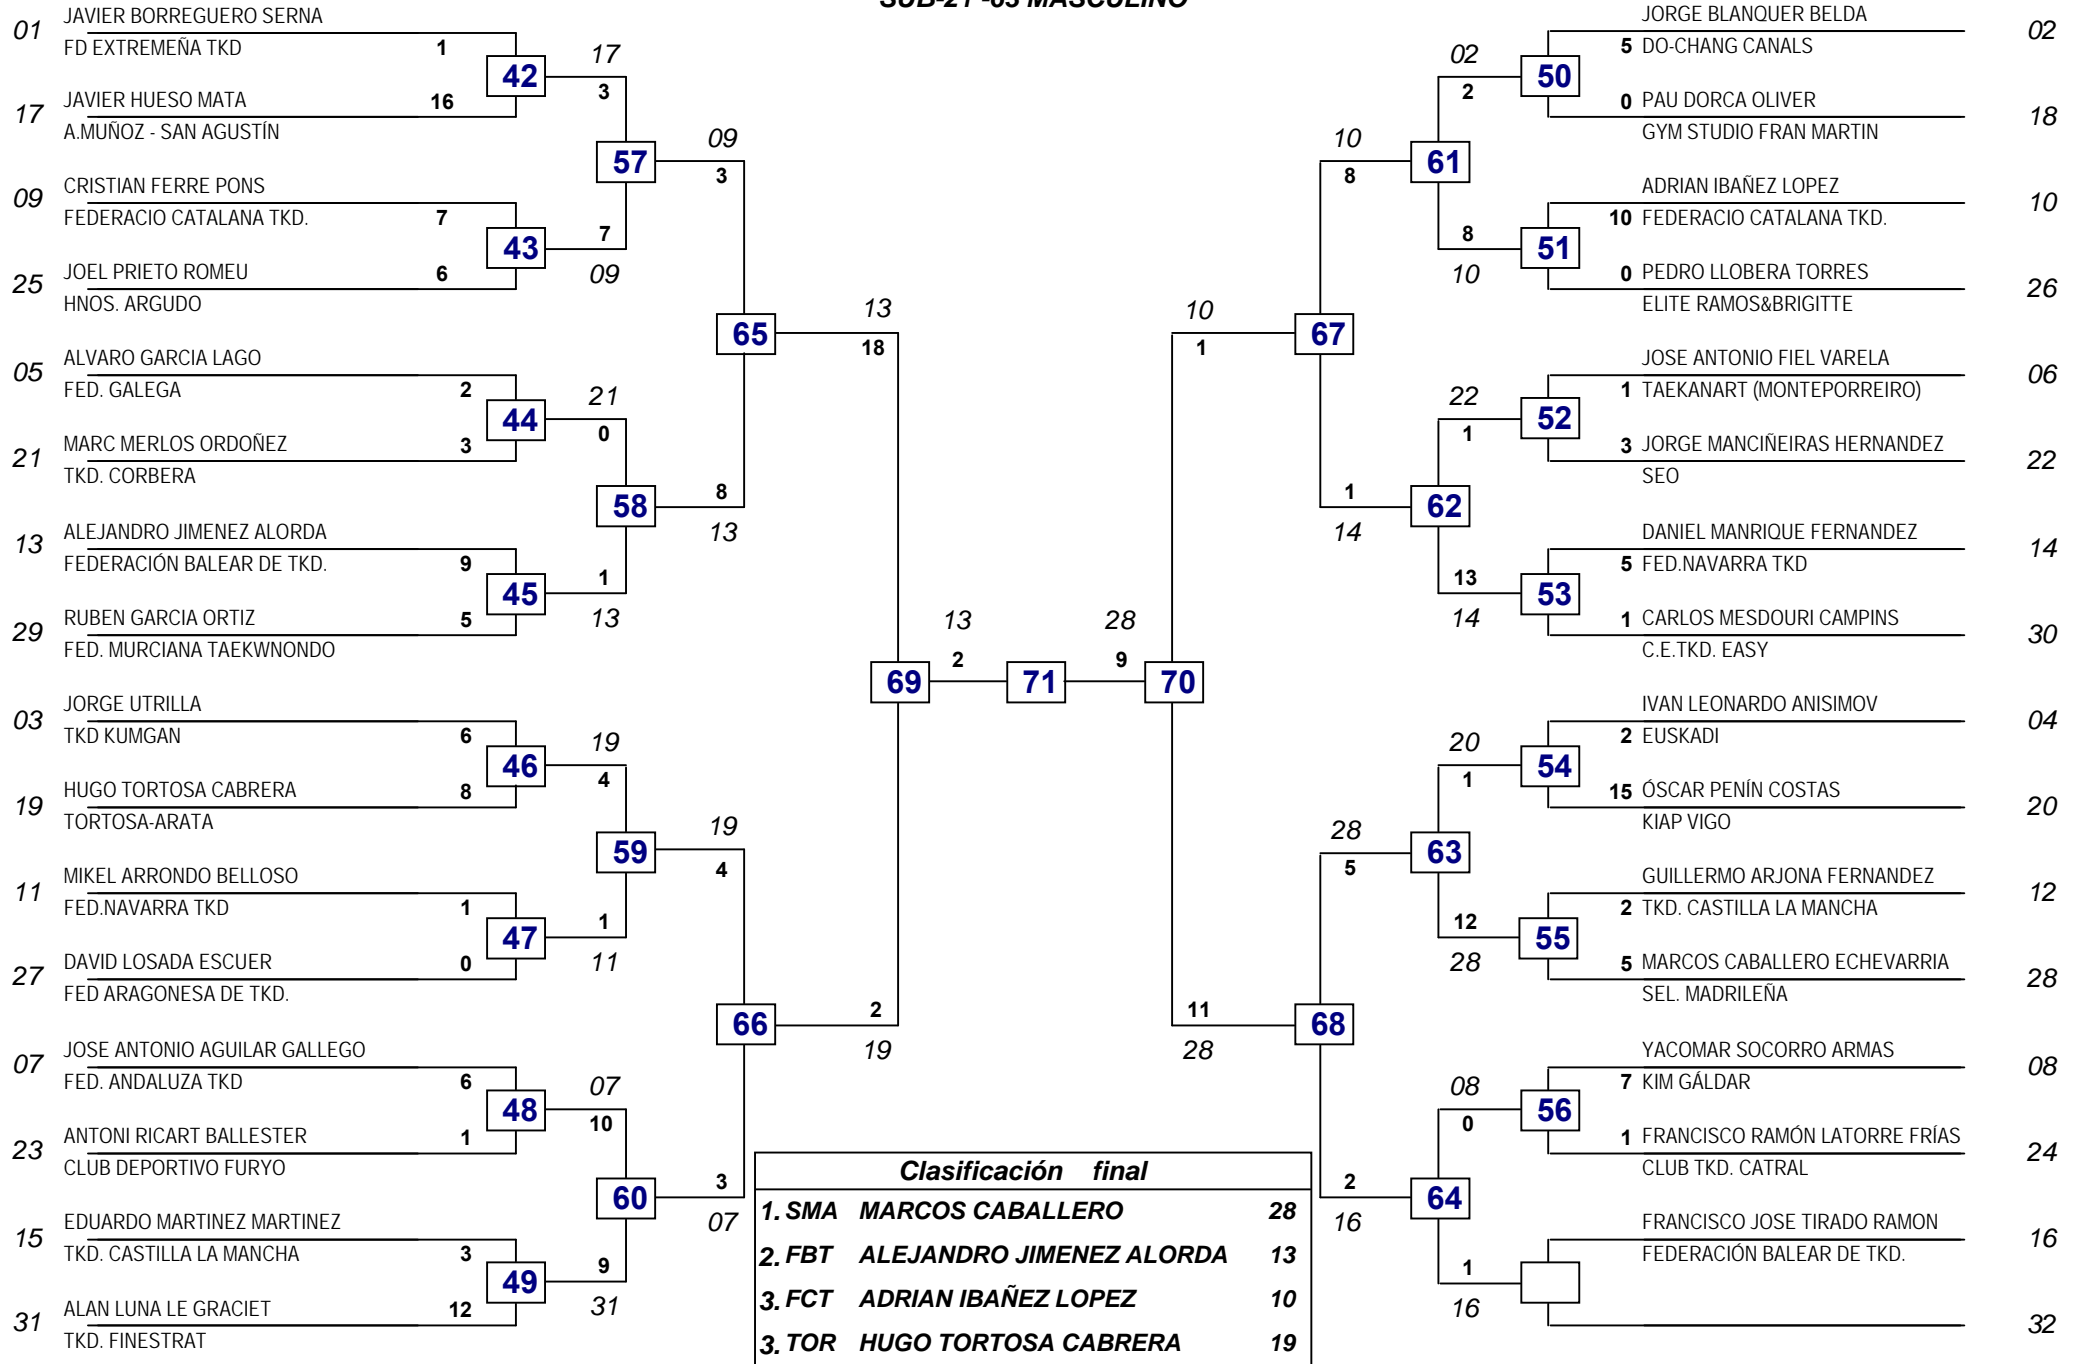 SUB-21 -63 MASCULINO
01
JAVIER BORREGUERO SERNA
FD EXTREMEÑA TKD
1
42
17
JAVIER HUESO MATA
A.MUÑOZ - SAN AGUSTÍN
16
17
3
57
09
CRISTIAN FERRE PONS
FEDERACIO CATALANA TKD.
7
43
25
JOEL PRIETO ROMEU
HNOS. ARGUDO
6
7
09
09
3
65
05
ALVARO GARCIA LAGO
FED. GALEGA
2
44
21
MARC MERLOS ORDOÑEZ
TKD. CORBERA
3
21
0
58
13
ALEJANDRO JIMENEZ ALORDA
FEDERACIÓN BALEAR DE TKD.
9
45
29
RUBEN GARCIA ORTIZ
FED. MURCIANA TAEKWNONDO
5
1
13
8
13
13
18
69
03
JORGE UTRILLA
TKD KUMGAN
6
46
19
HUGO TORTOSA CABRERA
TORTOSA-ARATA
8
19
4
59
11
MIKEL ARRONDO BELLOSO
FED.NAVARRA TKD
1
47
27
DAVID LOSADA ESCUER
FED ARAGONESA DE TKD.
0
1
11
19
4
66
07
JOSE ANTONIO AGUILAR GALLEGO
FED. ANDALUZA TKD
6
48
23
ANTONI RICART BALLESTER
CLUB DEPORTIVO FURYO
1
07
10
60
15
EDUARDO MARTINEZ MARTINEZ
TKD. CASTILLA LA MANCHA
3
49
31
ALAN LUNA LE GRACIET
TKD. FINESTRAT
12
9
31
3
07
2
19
13
2
71
28
9
70
JORGE BLANQUER BELDA
02
5 DO-CHANG CANALS
50
0 PAU DORCA OLIVER
18
GYM STUDIO FRAN MARTIN
02
2
61
ADRIAN IBAÑEZ LOPEZ
10
10 FEDERACIO CATALANA TKD.
51
0 PEDRO LLOBERA TORRES
26
ELITE RAMOS&BRIGITTE
8
10
10
8
67
JOSE ANTONIO FIEL VARELA
06
1 TAEKANART (MONTEPORREIRO)
52
3 JORGE MANCIÑEIRAS HERNANDEZ
22
SEO
22
1
62
DANIEL MANRIQUE FERNANDEZ
14
5 FED.NAVARRA TKD
53
1 CARLOS MESDOURI CAMPINS
30
C.E.TKD. EASY
13
14
1
14
10
1
IVAN LEONARDO ANISIMOV
04
2 EUSKADI
54
15 ÓSCAR PENÍN COSTAS
20
KIAP VIGO
20
1
63
GUILLERMO ARJONA FERNANDEZ
12
2 TKD. CASTILLA LA MANCHA
55
5 MARCOS CABALLERO ECHEVARRIA
28
SEL. MADRILEÑA
12
28
28
5
68
YACOMAR SOCORRO ARMAS
08
7 KIM GÁLDAR
56
1 FRANCISCO RAMÓN LATORRE FRÍAS
24
CLUB TKD. CATRAL
08
0
64
FRANCISCO JOSE TIRADO RAMON
16
FEDERACIÓN BALEAR DE TKD.
32
1
16
2
16
11
28
Clasificación final
1. SMA MARCOS CABALLERO 28
2. FBT ALEJANDRO JIMENEZ ALORDA 13
3. FCT ADRIAN IBAÑEZ LOPEZ 10
3. TOR HUGO TORTOSA CABRERA 19